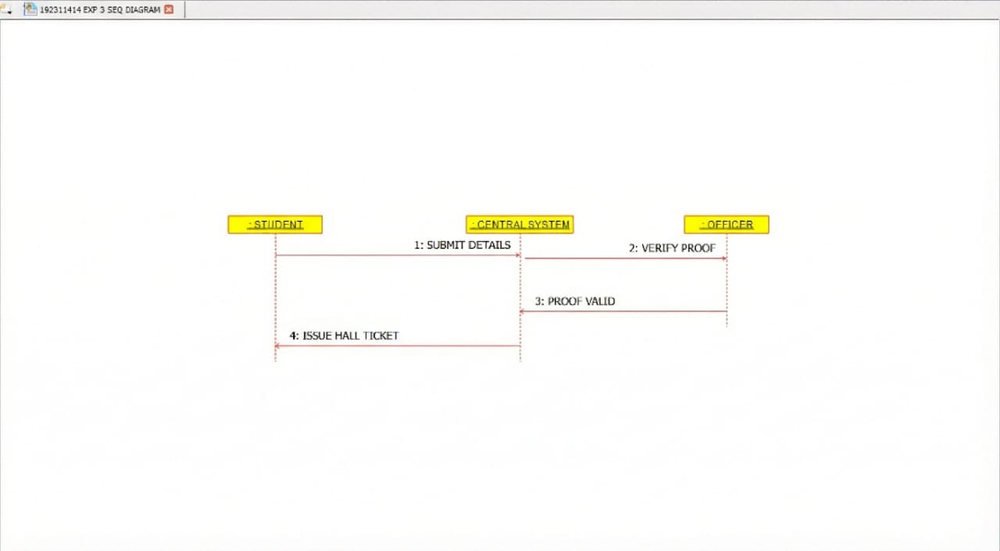 192311414 EXP 3 SEQ DIAGRAM
: STUDENT
: CENTRAL SYSTEM
: OFFICER
1: SUBMIT DETAILS
2: VERIFY PROOF
3: PROOF VALID
4: ISSUE HALL TICKET